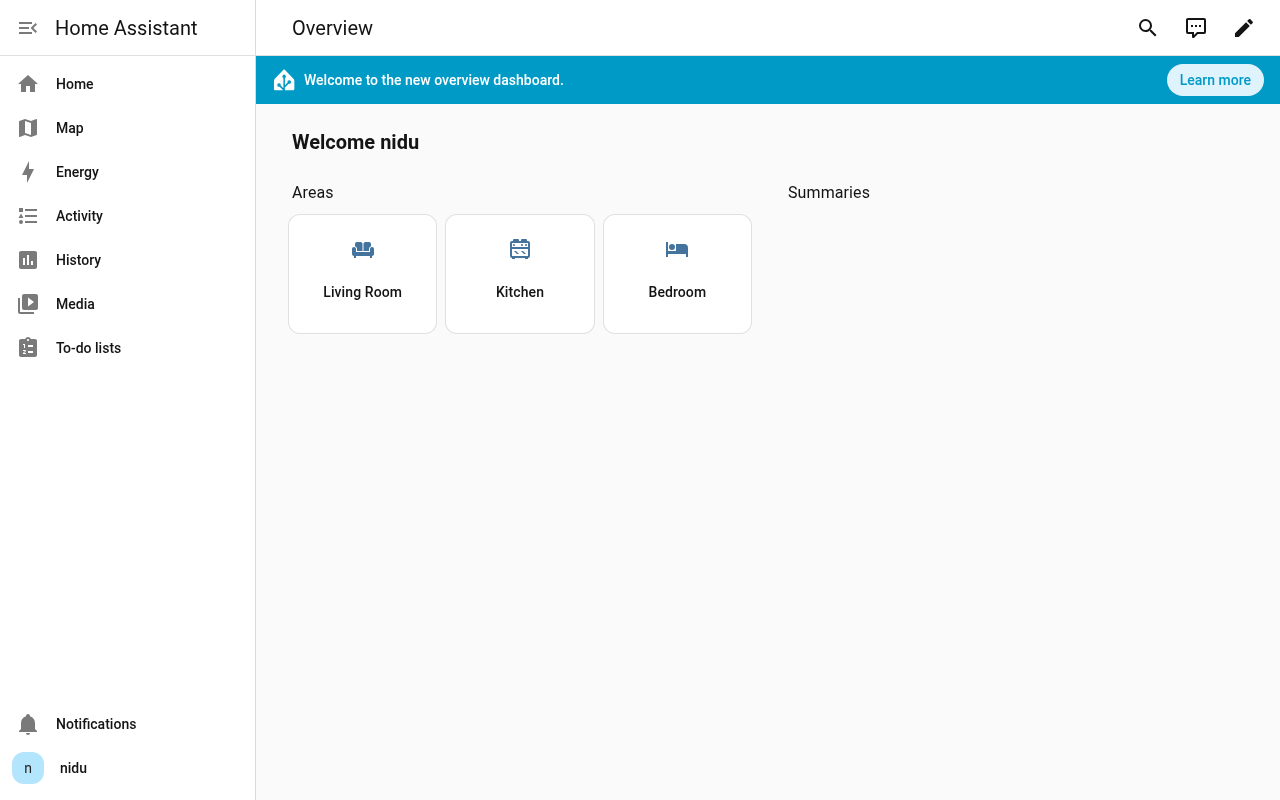 Home Assistant
Overview
Home
Map
Energy
Activity
History
Media
To-do lists
Notifications
n
nidu
Welcome to the new overview dashboard.
Learn more
Welcome nidu
Areas
Summaries
Living Room
Kitchen
Bedroom